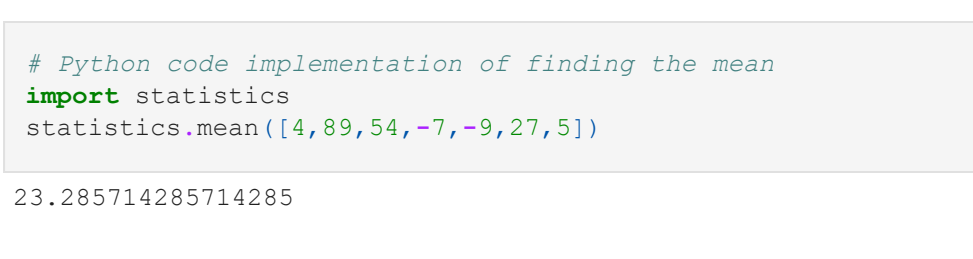 # Python code implementation of finding the mean
import statistics
statistics.mean([4,89,54,-7,-9,27,5])
23.285714285714285